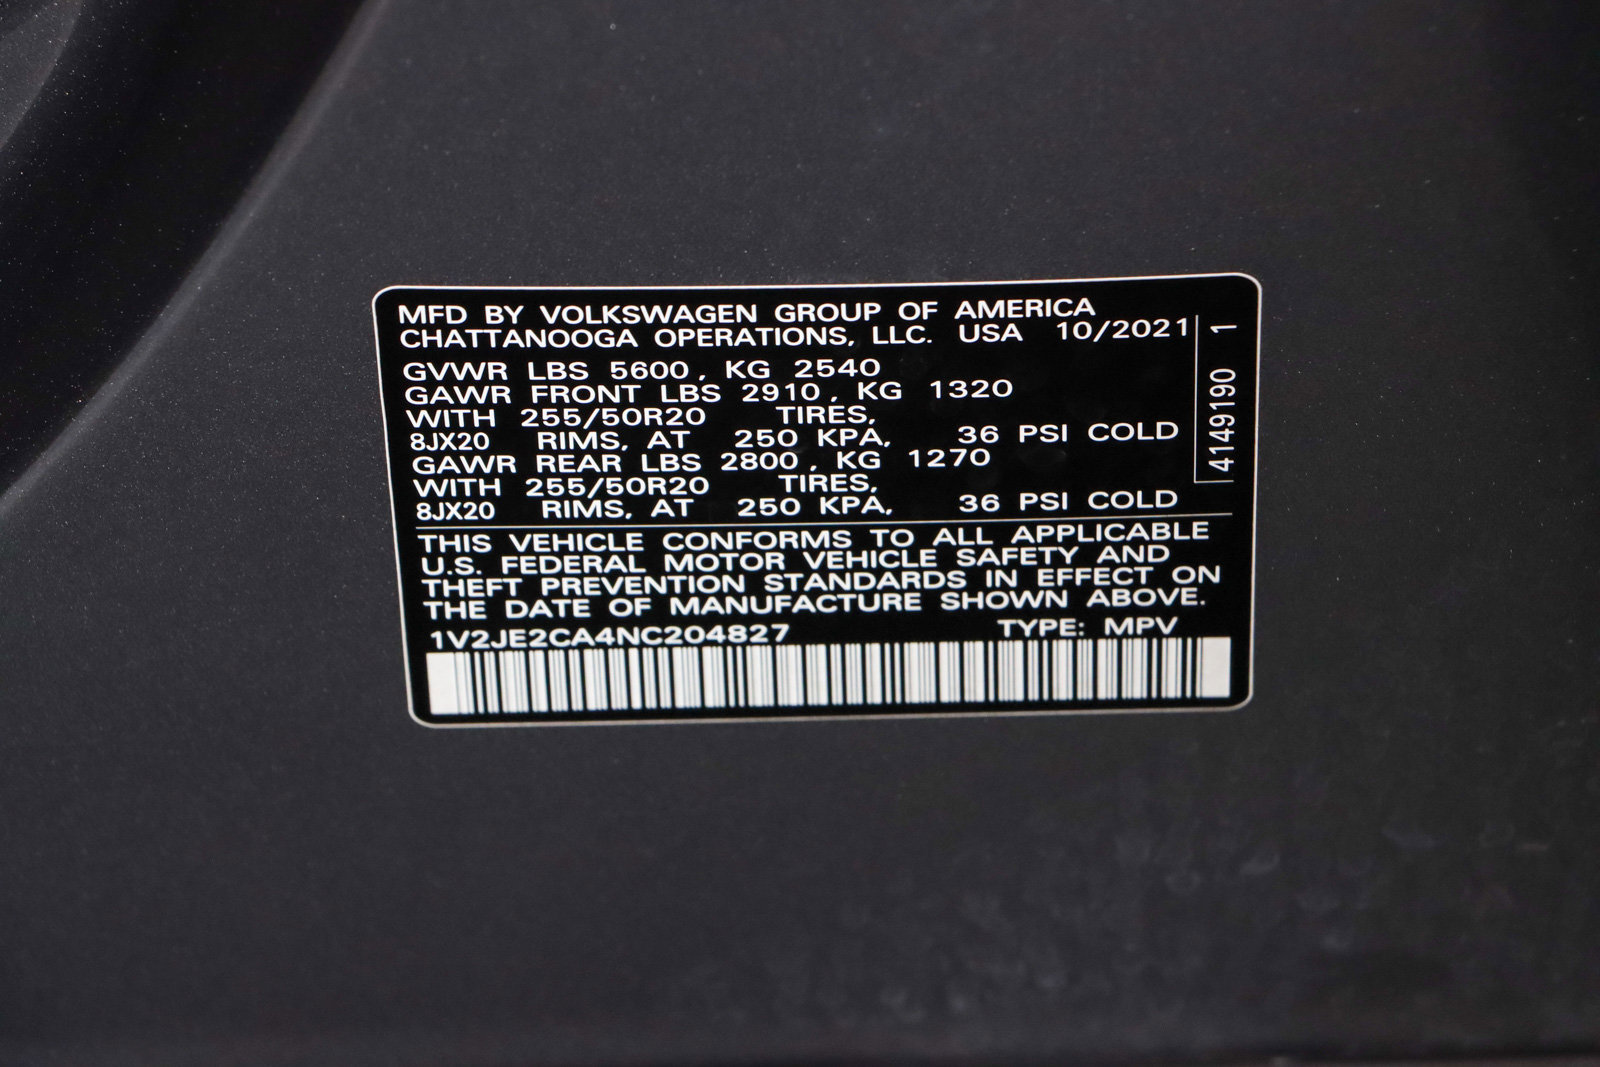 MFD BY VOLKSWAGEN GROUP OF AMERICA
CHATTANOOGA OPERATIONS, LLC. USA 10/2021
GVWR LBS 5600, KG 2540
GAWR FRONT LBS 2910, KG 1320
WITH 255/50R20 TIRES,
8JX20 RIMS, AT 250 KPA, 36 PSI COLD
GAWR REAR LBS 2800, KG 1270
WITH 255/50R20 TIRES,
8JX20 RIMS, AT 250 KPA, 36 PSI COLD
4149190 1
THIS VEHICLE CONFORMS TO ALL APPLICABLE
U.S. FEDERAL MOTOR VEHICLE SAFETY AND
THEFT PREVENTION STANDARDS IN EFFECT ON
THE DATE OF MANUFACTURE SHOWN ABOVE.
1V2JE2CA4NC204827 TYPE: MPV